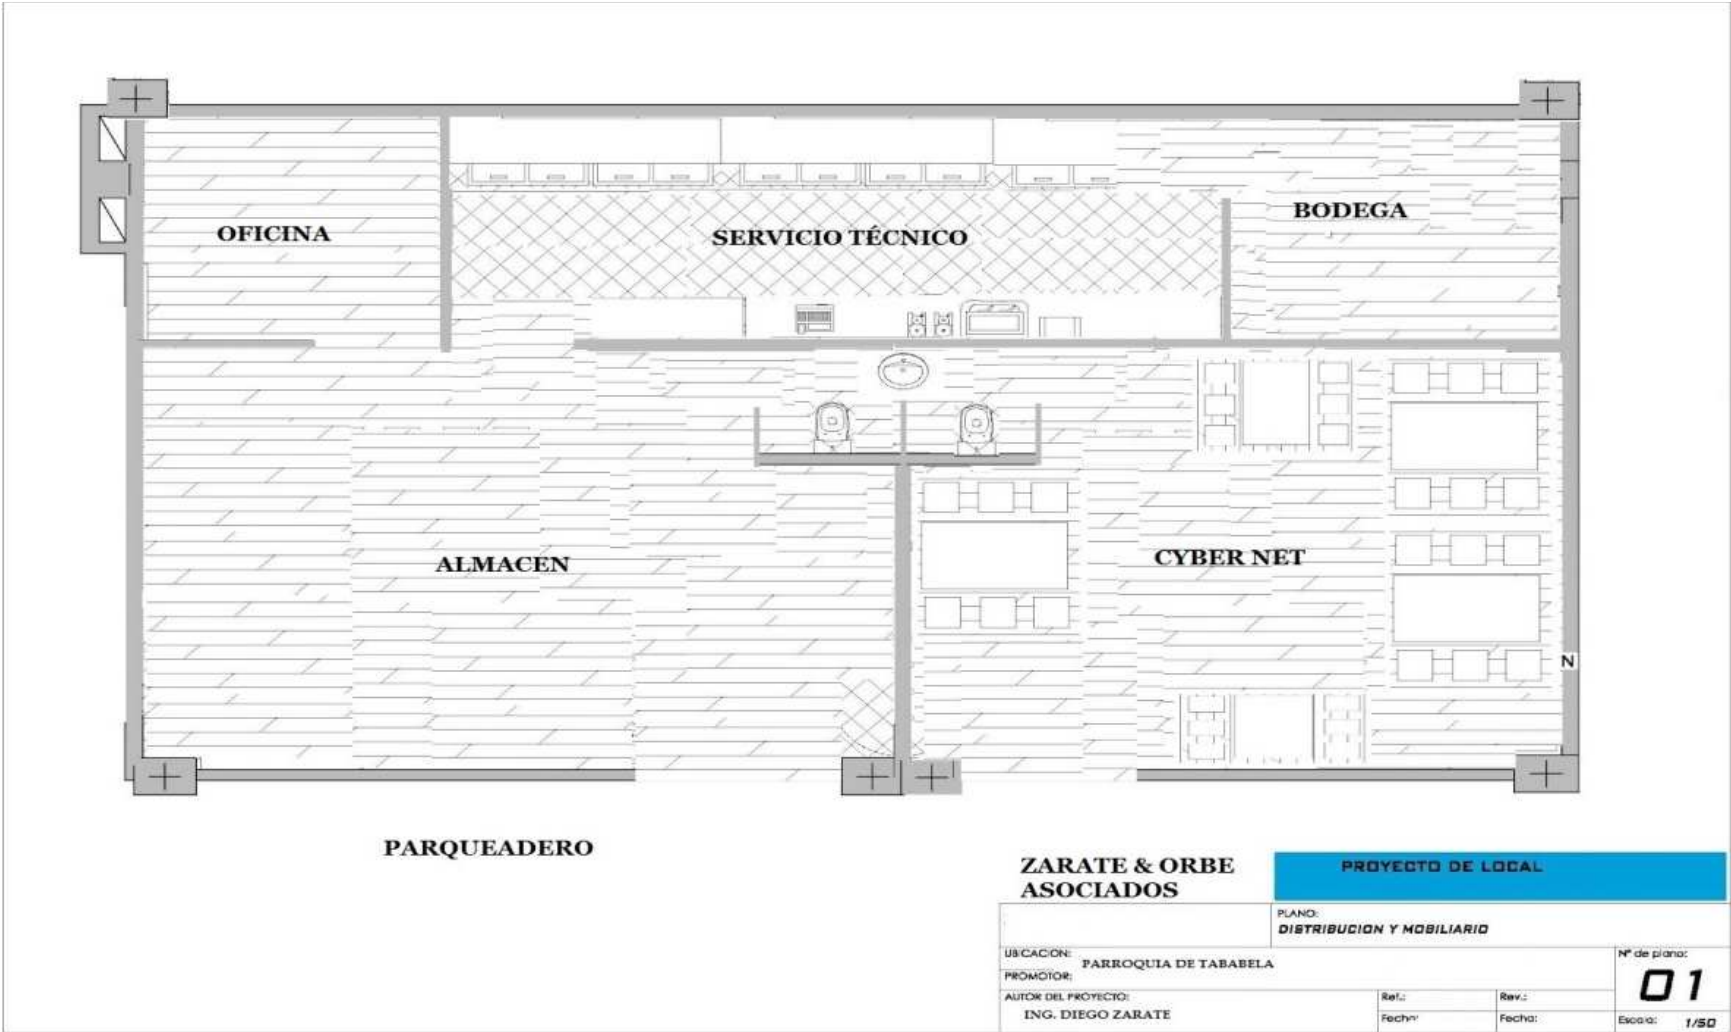 OFICINA
SERVICIO TÉCNICO
BODEGA
ALMACEN
CYBER NET
N
PARQUEADERO
ZARATE & ORBE
ASOCIADOS
PROYECTO DE LOCAL
PLANO:
DISTRIBUCION Y MOBILIARIO
UBICACION: PARROQUIA DE TABABELA
PROMOTOR:
Nº de plano:
01
AUTOR DEL PROYECTO:
ING. DIEGO ZARATE
Ref.:
Rev.:
Fecha:
Fecha:
Escala: 1/50